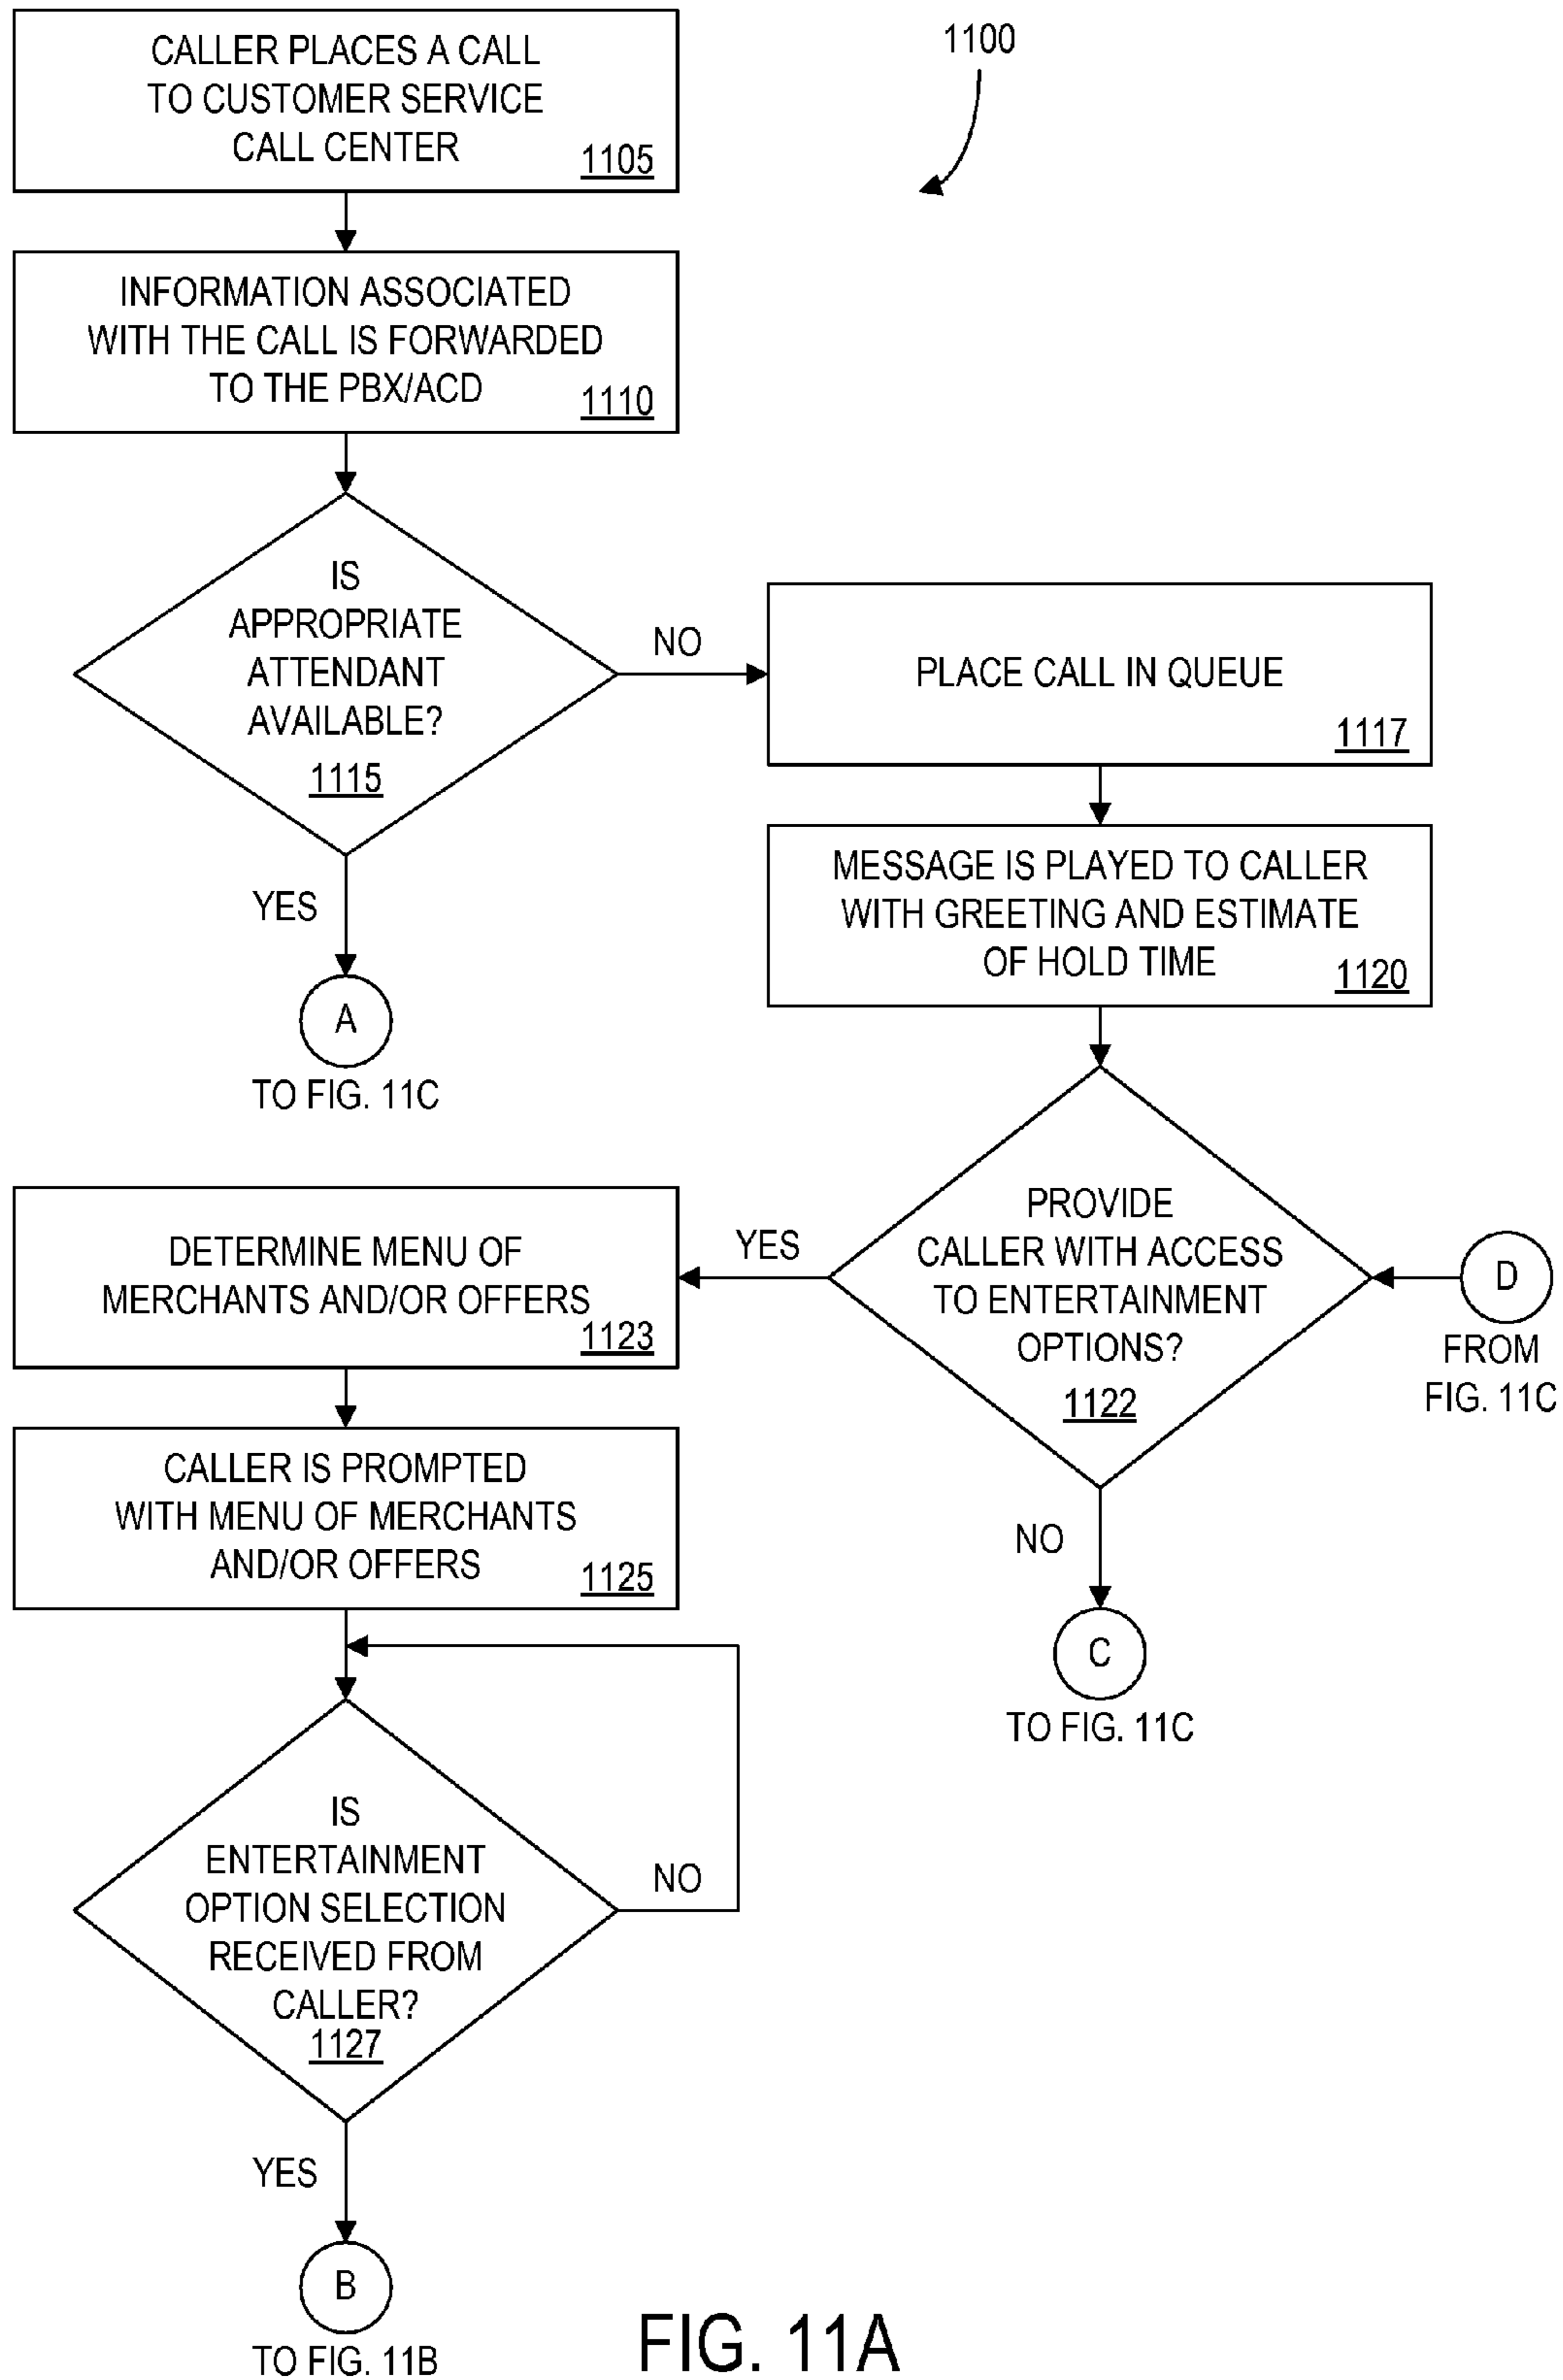 CALLER PLACES A CALL
TO CUSTOMER SERVICE
CALL CENTER
1105
1100
INFORMATION ASSOCIATED
WITH THE CALL IS FORWARDED
TO THE PBX/ACD
1110
IS
APPROPRIATE
ATTENDANT
AVAILABLE?
1115
NO
YES
A
TO FIG. 11C
PLACE CALL IN QUEUE
1117
MESSAGE IS PLAYED TO CALLER
WITH GREETING AND ESTIMATE
OF HOLD TIME
1120
PROVIDE
CALLER WITH ACCESS
TO ENTERTAINMENT
OPTIONS?
1122
D
FROM
FIG. 11C
YES
NO
C
TO FIG. 11C
DETERMINE MENU OF
MERCHANTS AND/OR OFFERS
1123
CALLER IS PROMPTED
WITH MENU OF MERCHANTS
AND/OR OFFERS
1125
IS
ENTERTAINMENT
OPTION SELECTION
RECEIVED FROM
CALLER?
1127
NO
YES
B
TO FIG. 11B
FIG. 11A